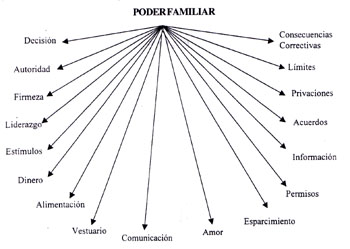 PODER FAMILIAR
Decisión
Autoridad
Firmeza
Liderazgo
Estímulos
Dinero
Alimentación
Vestuario
Comunicación
Amor
Esparcimiento
Permisos
Información
Acuerdos
Privaciones
Límites
Consecuencias
Correctivas